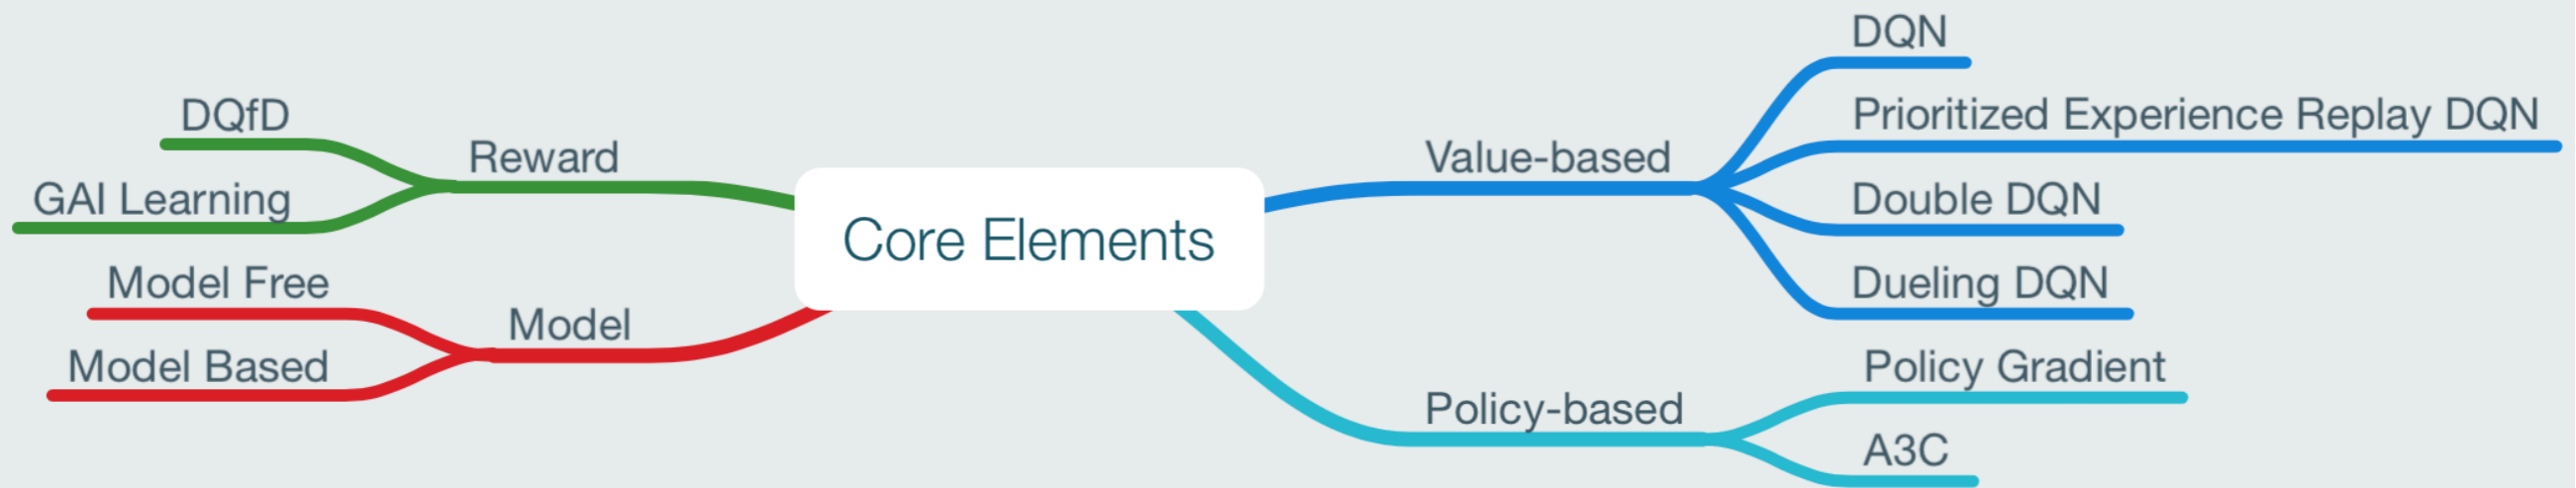 Core Elements
Value-based
DQN
Prioritized Experience Replay DQN
Double DQN
Dueling DQN
Policy-based
Policy Gradient
A3C
Reward
DQfD
GAI Learning
Model
Model Free
Model Based